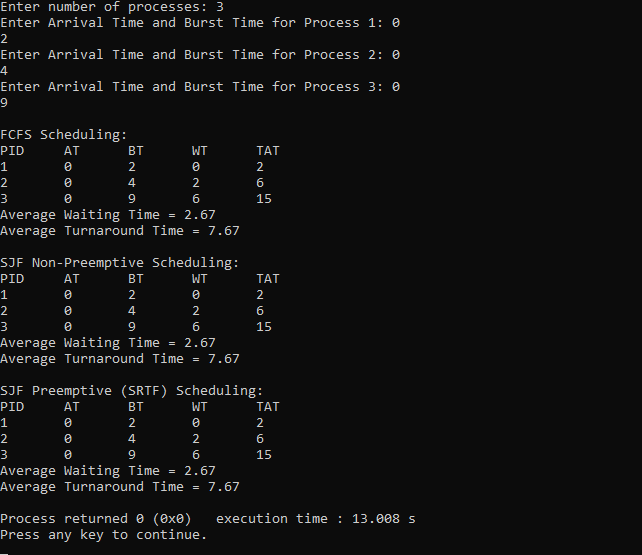 Enter number of processes: 3
Enter Arrival Time and Burst Time for Process 1: 0
2
Enter Arrival Time and Burst Time for Process 2: 0
4
Enter Arrival Time and Burst Time for Process 3: 0
9

FCFS Scheduling:
PID     AT      BT      WT      TAT
1       0       2       0       2
2       0       4       2       6
3       0       9       6       15
Average Waiting Time = 2.67
Average Turnaround Time = 7.67

SJF Non-Preemptive Scheduling:
PID     AT      BT      WT      TAT
1       0       2       0       2
2       0       4       2       6
3       0       9       6       15
Average Waiting Time = 2.67
Average Turnaround Time = 7.67

SJF Preemptive (SRTF) Scheduling:
PID     AT      BT      WT      TAT
1       0       2       0       2
2       0       4       2       6
3       0       9       6       15
Average Waiting Time = 2.67
Average Turnaround Time = 7.67

Process returned 0 (0x0)   execution time : 13.008 s
Press any key to continue.